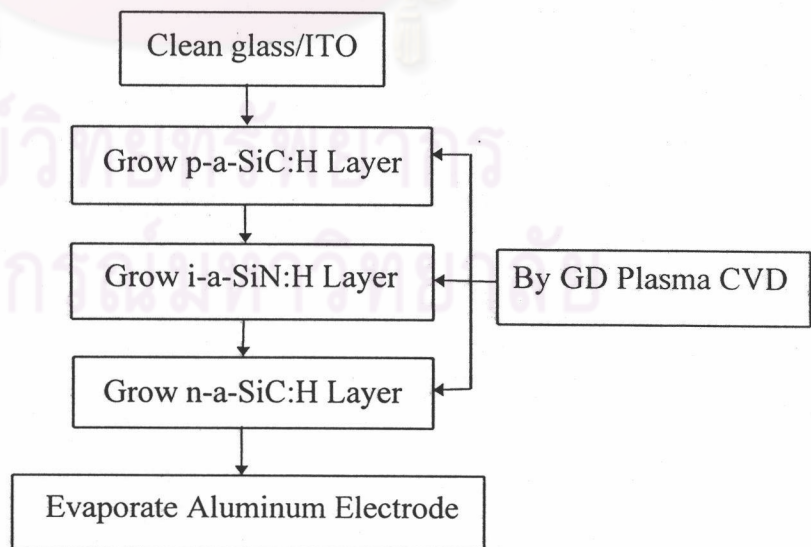 Clean glass/ITO
Grow p-a-SiC:H Layer
Grow i-a-SiN:H Layer
By GD Plasma CVD
Grow n-a-SiC:H Layer
Evaporate Aluminum Electrode